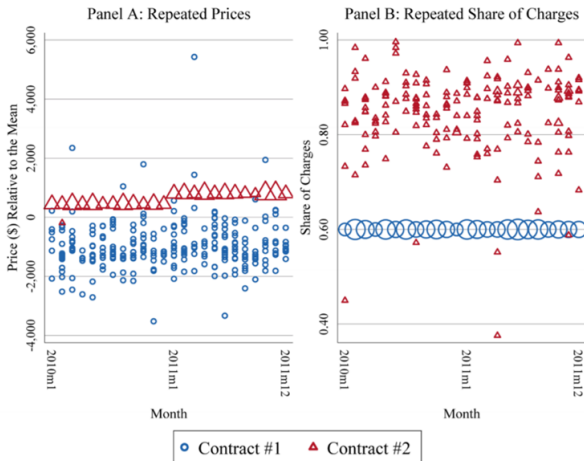 Panel A: Repeated Prices
Panel B: Repeated Share of Charges
Price ($) Relative to the Mean
6,000
4,000
2,000
0
-2,000
-4,000
2010m1
2011m1
2011m12
Month
Share of Charges
1.00
0.80
0.60
0.40
2010m1
2011m1
2011m12
Month
Contract #1
Contract #2